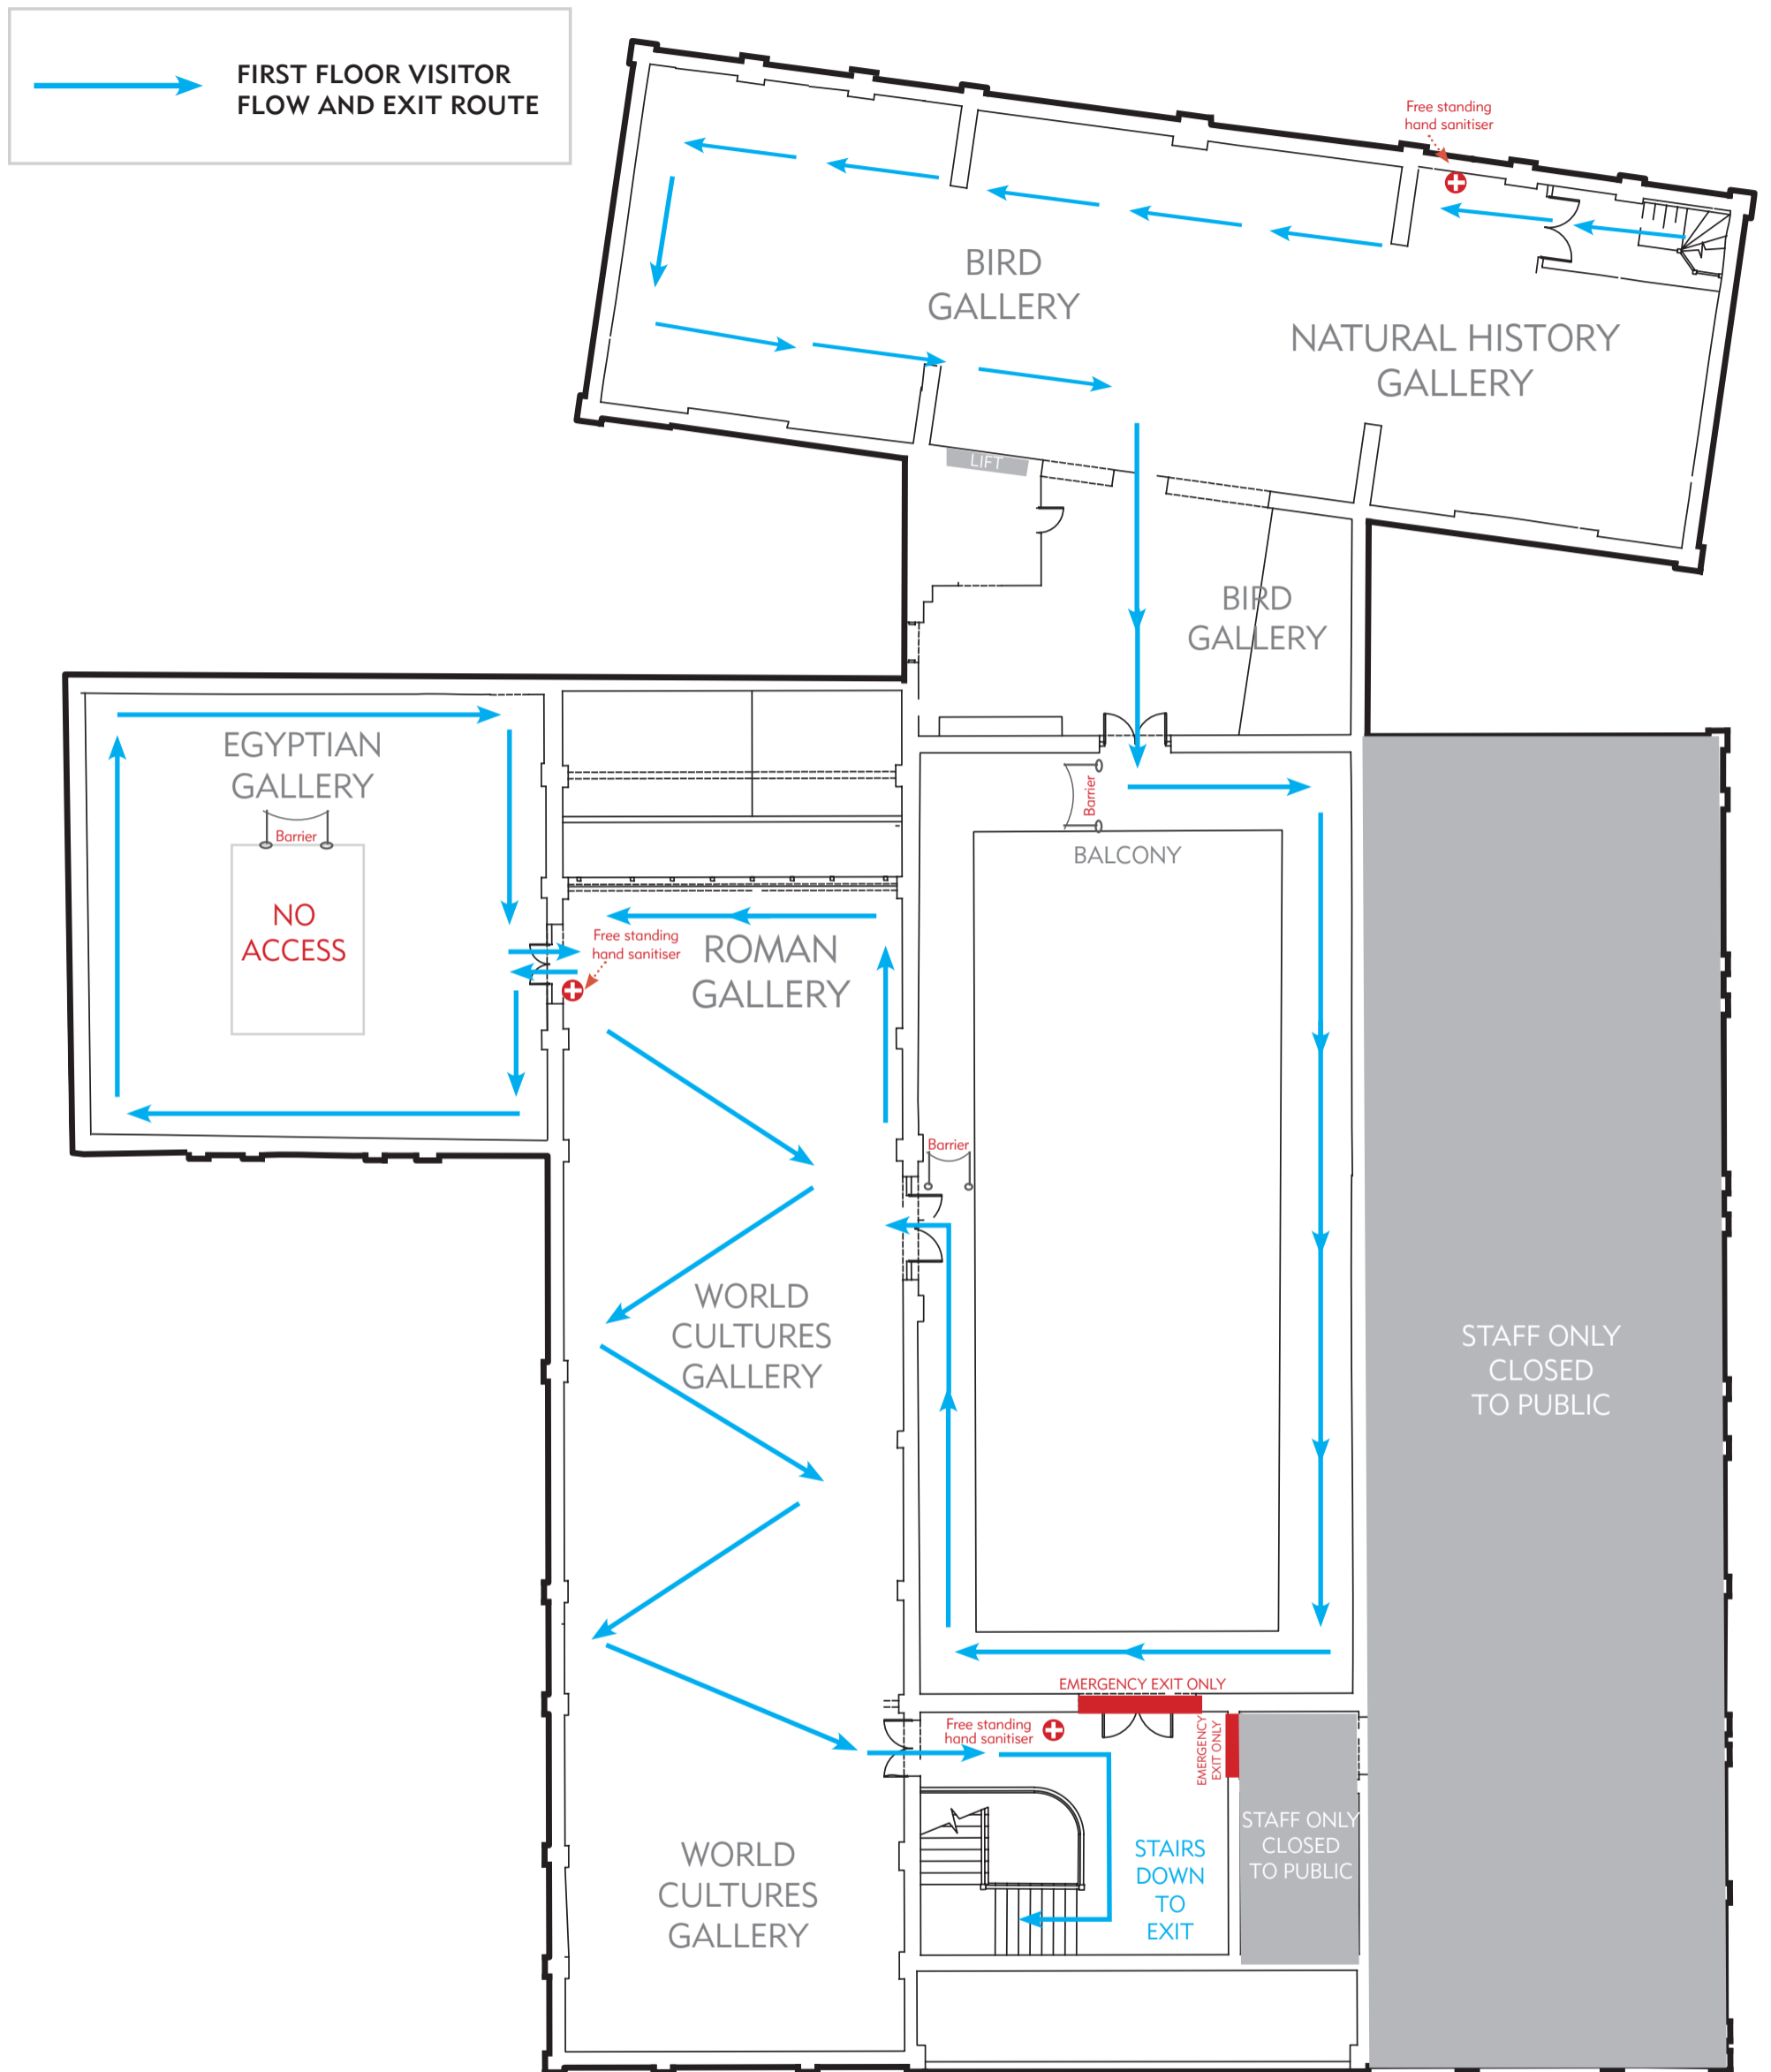 FIRST FLOOR VISITOR
FLOW AND EXIT ROUTE
Free standing
hand sanitiser
BIRD
GALLERY
NATURAL HISTORY
GALLERY
LIFT
BIRD
GALLERY
EGYPTIAN
GALLERY
Barrier
NO
ACCESS
Barrier
BALCONY
Free standing
hand sanitiser
ROMAN
GALLERY
Barrier
WORLD
CULTURES
GALLERY
STAFF ONLY
CLOSED
TO PUBLIC
EMERGENCY EXIT ONLY
Free standing
hand sanitiser
EMERGENCY
EXIT ONLY
STAFF ONLY
CLOSED
TO PUBLIC
STAIRS
DOWN
TO
EXIT
WORLD
CULTURES
GALLERY